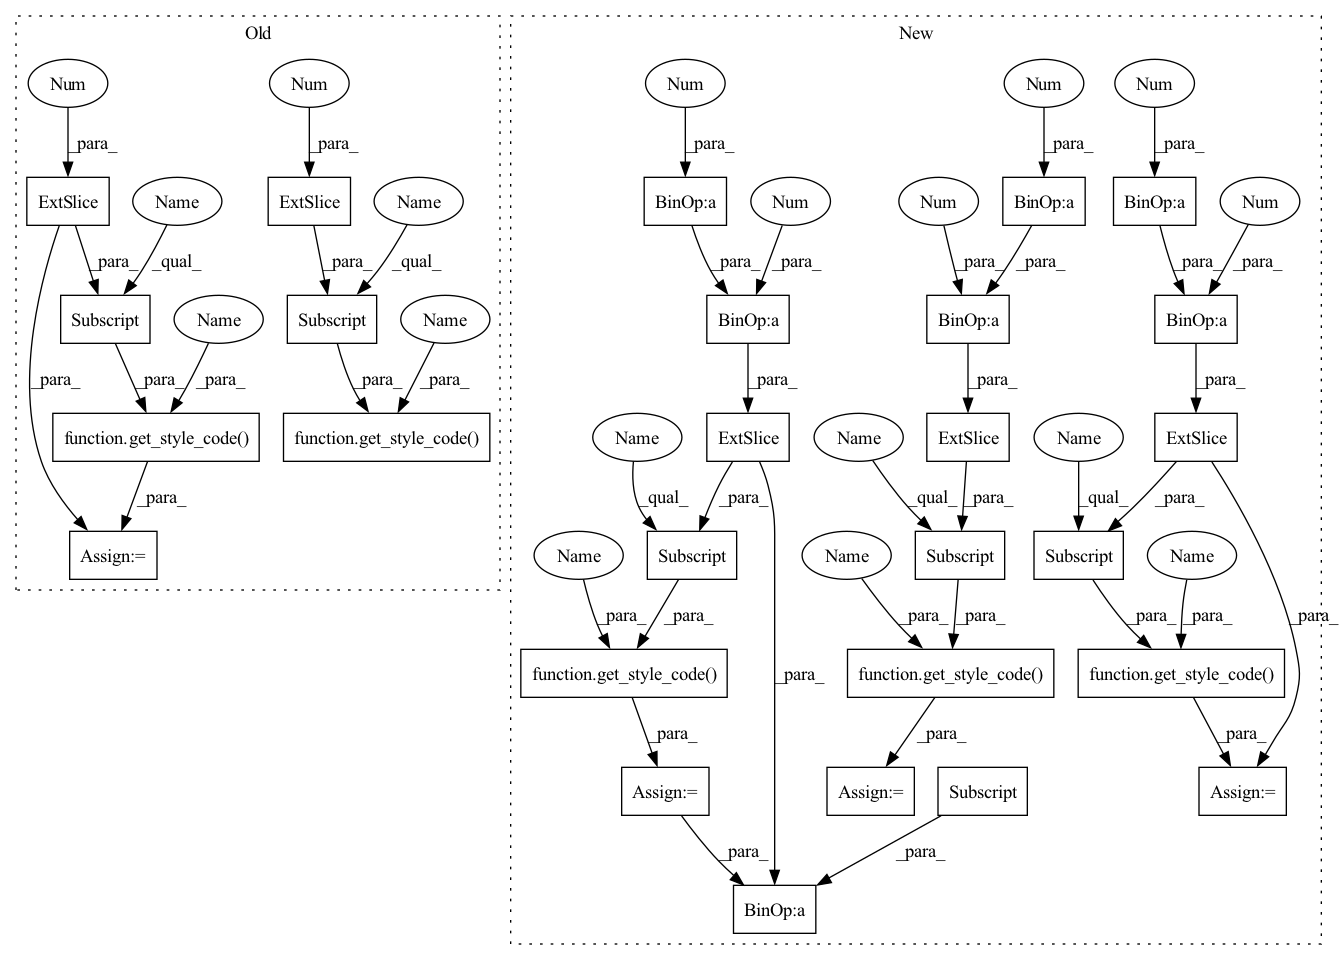 Old
New
Num
Num
Num
Num
Num
_para_
_para_
_para_
_para_
_para_
ExtSlice
Name
ExtSlice
Name
BinOp:a
Num
Num
BinOp:a
BinOp:a
Num
_para_
_qual_
_para_
_qual_
_para_
_para_
_para_
_para_
_para_
_para_
Subscript
Name
Subscript
Name
BinOp:a
BinOp:a
BinOp:a
_para_
_para_
_para_
_para_
_para_
_para_
_para_
_para_
function.get_style_code()
function.get_style_code()
Name
ExtSlice
Name
ExtSlice
Name
ExtSlice
_para_
_qual_
_para_
_qual_
_para_
_qual_
_para_
Assign:=
Name
Subscript
Name
Subscript
Subscript
Name
_para_
_para_
_para_
_para_
_para_
_para_
_para_
function.get_style_code()
_para_
function.get_style_code()
function.get_style_code()
_para_
_para_
_para_
Assign:=
Assign:=
Subscript
Assign:=
_para_
_para_
BinOp:a